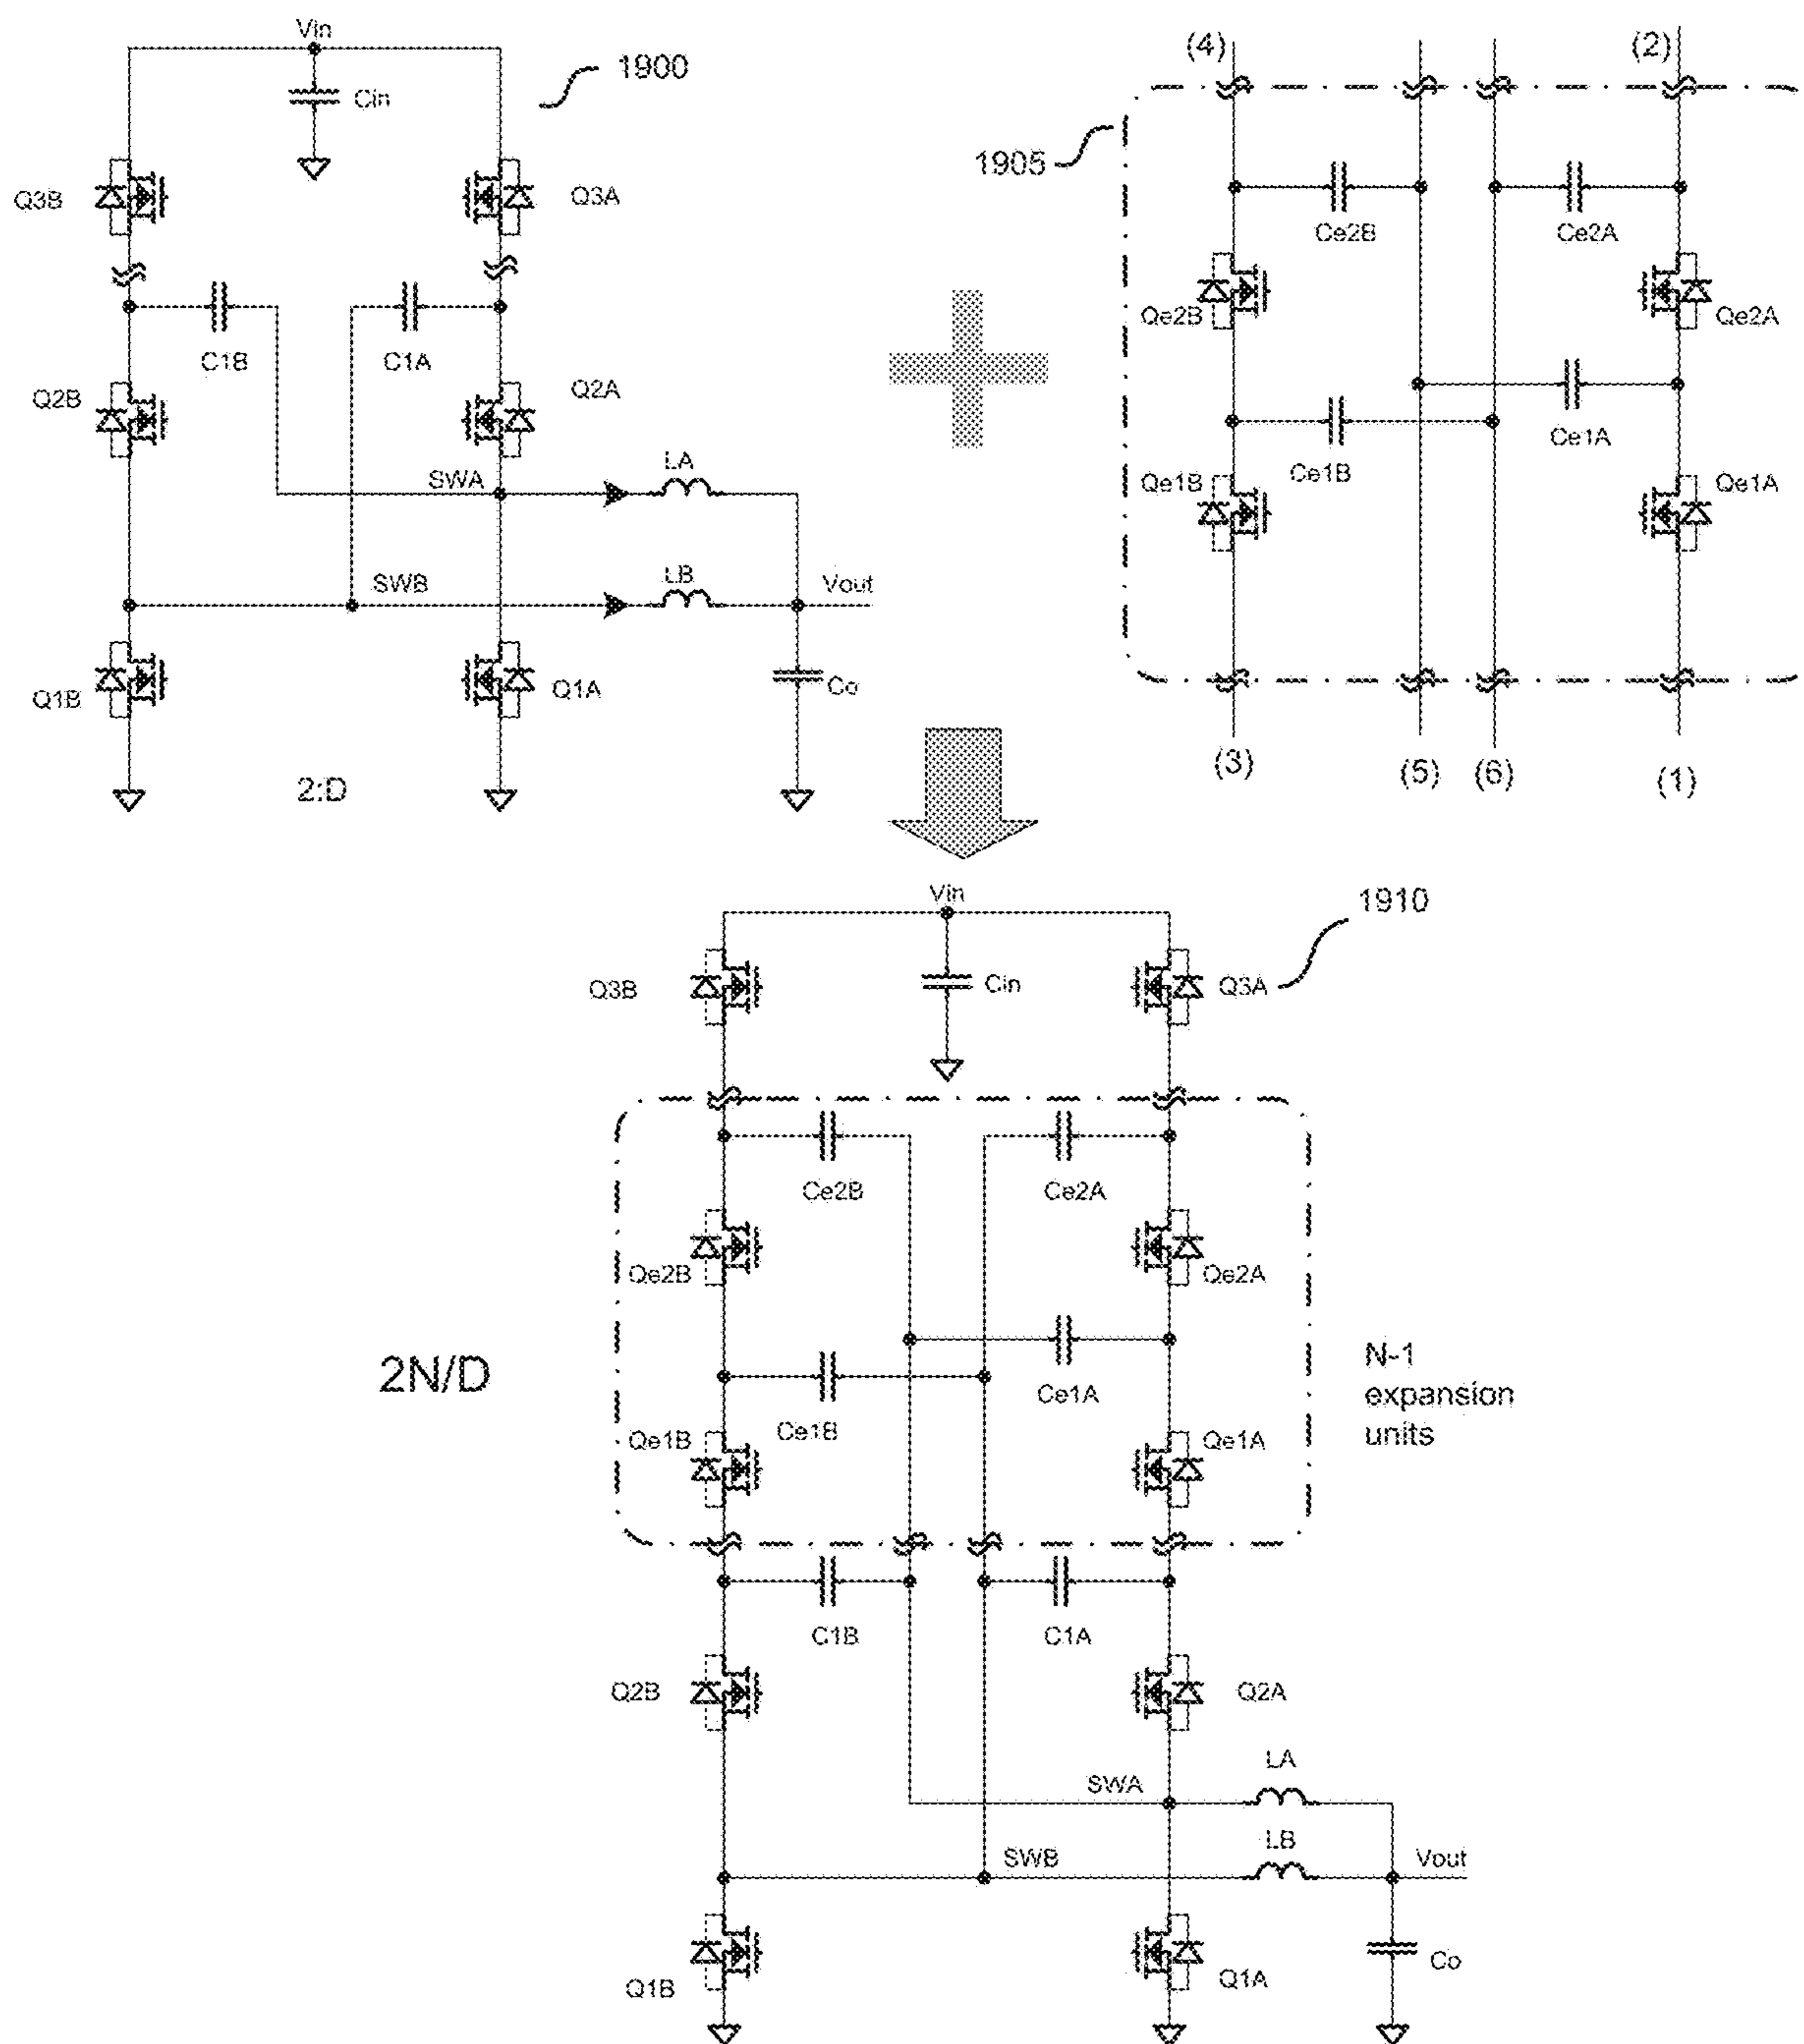 Vin
1900
Cin
Q3B
Q3A
C1B
C1A
Q2B
Q2A
SWA
LA
SWB
LB
Vout
Q1B
Q1A
Co
2:D
(4)
(2)
1905
Ce2B
Ce2A
Qe2B
Qe2A
Ce1A
Ce1B
Qe1B
Qe1A
(3)
(5)
(6)
(1)
Vin
1910
Q3B
Cin
Q3A
Ce2B
Ce2A
Qe2B
Qe2A
2N/D
N-1
expansion
units
Ce1A
Ce1B
Qe1B
Qe1A
C1B
C1A
Q2B
Q2A
SWA
LA
LB
SWB
Vout
Q1B
Q1A
Co